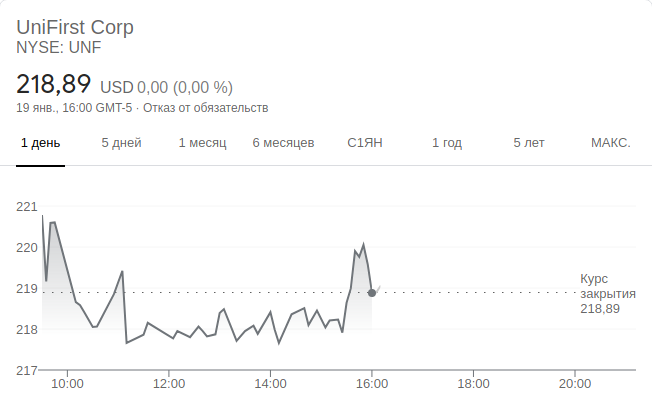 UniFirst Corp
NYSE: UNF
218,89 USD 0,00 (0,00 %)
19 янв., 16:00 GMT-5 · Отказ от обязательств
1 день 5 дней 1 месяц 6 месяцев С1ЯН 1 год 5 лет МАКС.
221
220
219
218
217
Курс
закрытия
218,89
10:00 12:00 14:00 16:00 18:00 20:00